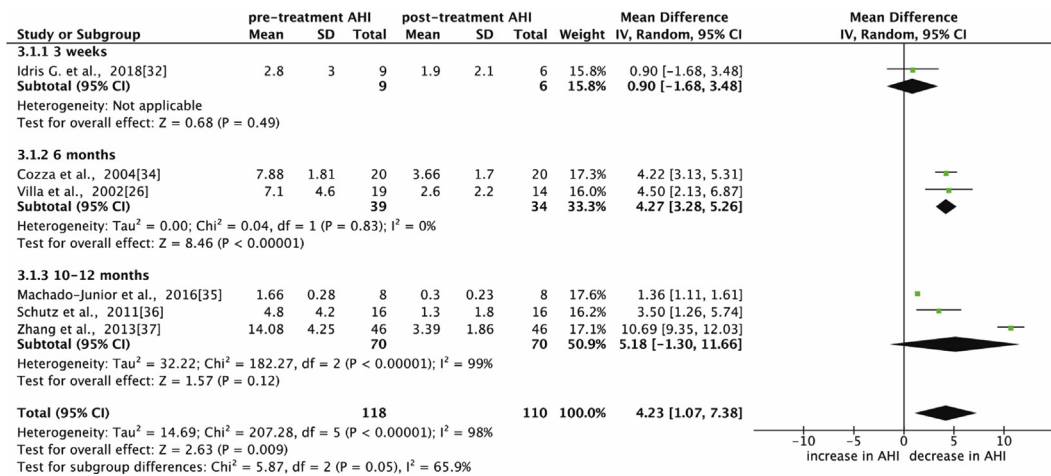 pre-treatment AHI post-treatment AHI Mean Difference Mean Difference
Study or Subgroup Mean SD Total Mean SD Total Weight IV, Random, 95% CI IV, Random, 95% CI
3.1.1 3 weeks
Idris G. et al., 2018[32] 2.8 3 9 1.9 2.1 6 15.8% 0.90 [-1.68, 3.48]
Subtotal (95% CI) 9 6 15.8% 0.90 [-1.68, 3.48]
Heterogeneity: Not applicable
Test for overall effect: Z = 0.68 (P = 0.49)
3.1.2 6 months
Cozza et al., 2004[34] 7.88 1.81 20 3.66 1.7 20 17.3% 4.22 [3.13, 5.31]
Villa et al., 2002[26] 7.1 4.6 19 2.6 2.2 14 16.0% 4.50 [2.13, 6.87]
Subtotal (95% CI) 39 34 33.3% 4.27 [3.28, 5.26]
Heterogeneity: Tau² = 0.00; Chi² = 0.04, df = 1 (P = 0.83); I² = 0%
Test for overall effect: Z = 8.46 (P < 0.00001)
3.1.3 10-12 months
Machado-Junior et al., 2016[35] 1.66 0.28 8 0.3 0.23 8 17.6% 1.36 [1.11, 1.61]
Schutz et al., 2011[36] 4.8 4.2 16 1.3 1.8 16 16.2% 3.50 [1.26, 5.74]
Zhang et al., 2013[37] 14.08 4.25 46 3.39 1.86 46 17.1% 10.69 [9.35, 12.03]
Subtotal (95% CI) 70 70 50.9% 5.18 [-1.30, 11.66]
Heterogeneity: Tau² = 32.22; Chi² = 182.27, df = 2 (P < 0.00001); I² = 99%
Test for overall effect: Z = 1.57 (P = 0.12)
Total (95% CI) 118 110 100.0% 4.23 [1.07, 7.38]
Heterogeneity: Tau² = 14.69; Chi² = 207.28, df = 5 (P < 0.00001); I² = 98%
Test for overall effect: Z = 2.63 (P = 0.009)
Test for subgroup differences: Chi² = 5.87, df = 2 (P = 0.05), I² = 65.9%
-10 -5 0 5 10
increase in AHI decrease in AHI